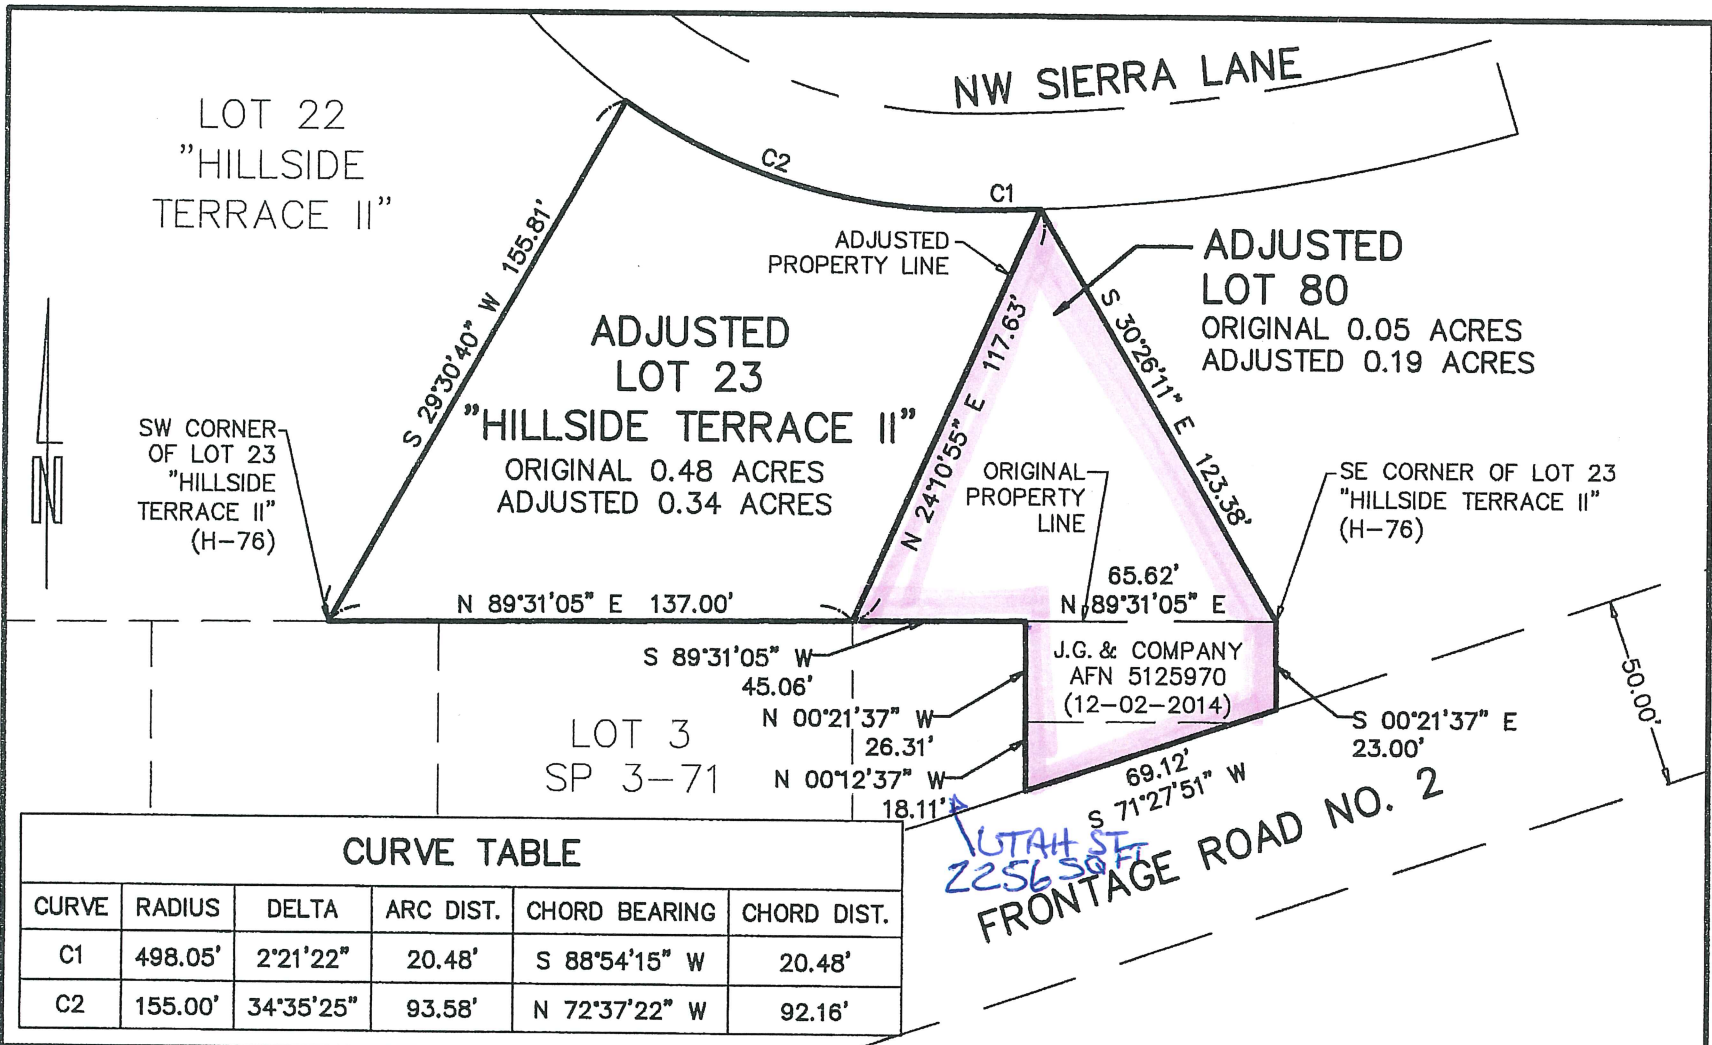 NW SIERRA LANE
LOT 22
"HILLSIDE
TERRACE II"
C2
C1
S 29°30'40" W 155.81'
ADJUSTED
PROPERTY LINE
ADJUSTED
LOT 80
ORIGINAL 0.05 ACRES
ADJUSTED 0.19 ACRES
ADJUSTED
LOT 23
"HILLSIDE TERRACE II"
ORIGINAL 0.48 ACRES
ADJUSTED 0.34 ACRES
N 24°10'55" E 117.63'
S 30°26'11" E 123.38'
N
SW CORNER
OF LOT 23
"HILLSIDE
TERRACE II"
(H-76)
ORIGINAL
PROPERTY
LINE
SE CORNER OF LOT 23
"HILLSIDE TERRACE II"
(H-76)
N 89°31'05" E 137.00'
65.62'
N 89°31'05" E
S 89°31'05" W
45.06'
J.G. & COMPANY
AFN 5125970
(12-02-2014)
N 00°21'37" W
26.31'
S 00°21'37" E
23.00'
50.00'
LOT 3
SP 3-71
N 00°12'37" W
18.11'
69.12'
S 71°27'51" W
UTAH ST
2256 SQ FT
FRONTAGE ROAD NO. 2
CURVE TABLE
CURVE RADIUS DELTA ARC DIST. CHORD BEARING CHORD DIST.
C1 498.05' 2°21'22" 20.48' S 88°54'15" W 20.48'
C2 155.00' 34°35'25" 93.58' N 72°37'22" W 92.16'